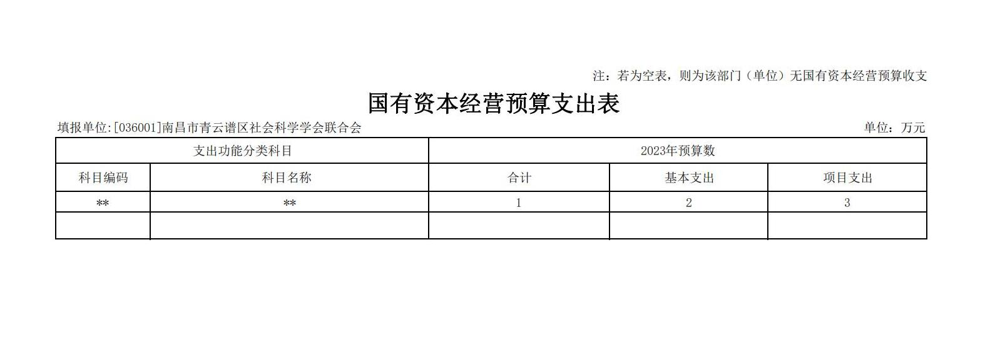 注：若为空表，则为该部门（单位）无国有资本经营预算收支
国有资本经营预算支出表
填报单位:[036001]南昌市青云谱区社会科学学会联合会 单位：万元
支出功能分类科目 2023年预算数
科目编码 科目名称 合计 基本支出 项目支出
** ** 1 2 3